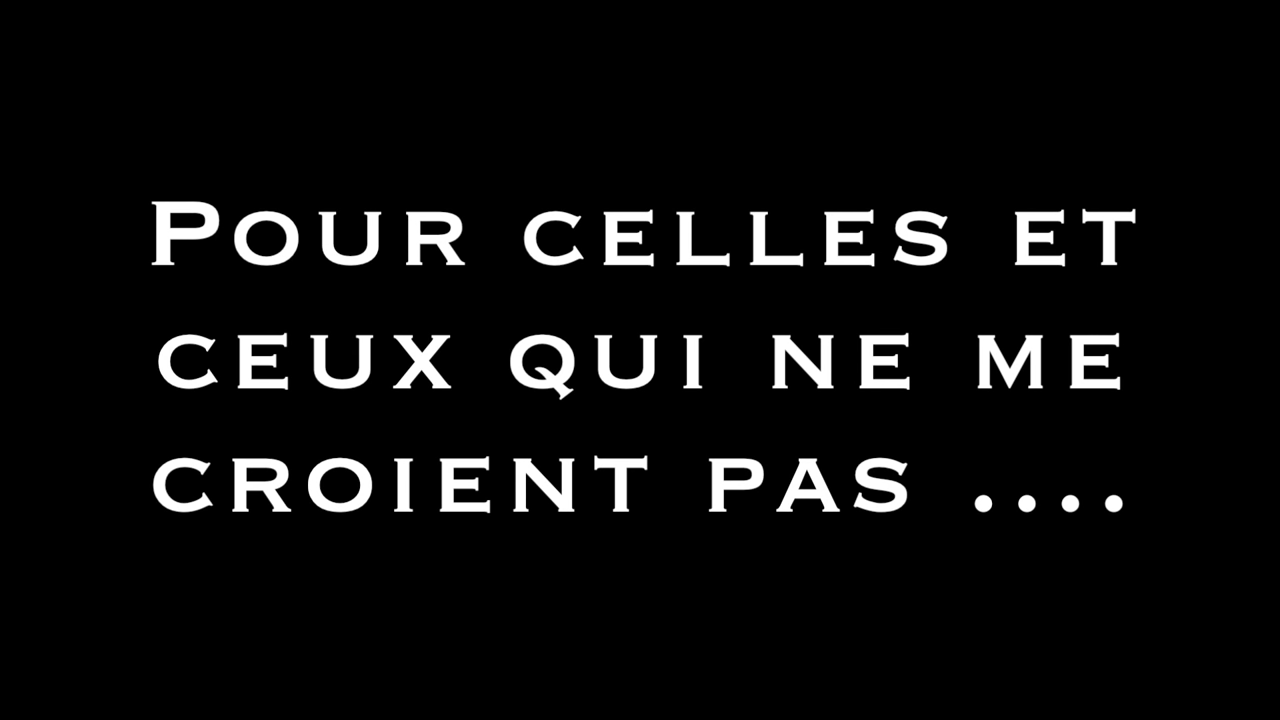 Pour celles et
ceux qui ne me
croient pas ....